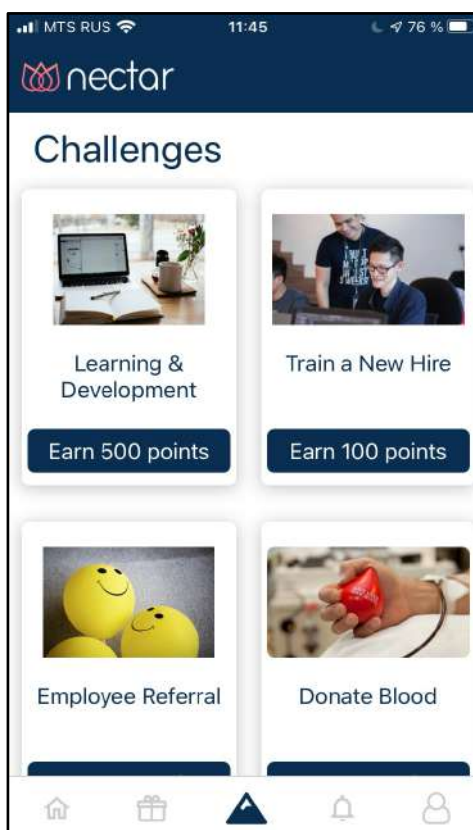 MTS RUS 11:45 76 %
nectar
Challenges
Learning &
Development
Train a New Hire
Earn 500 points
Earn 100 points
Employee Referral
Donate Blood